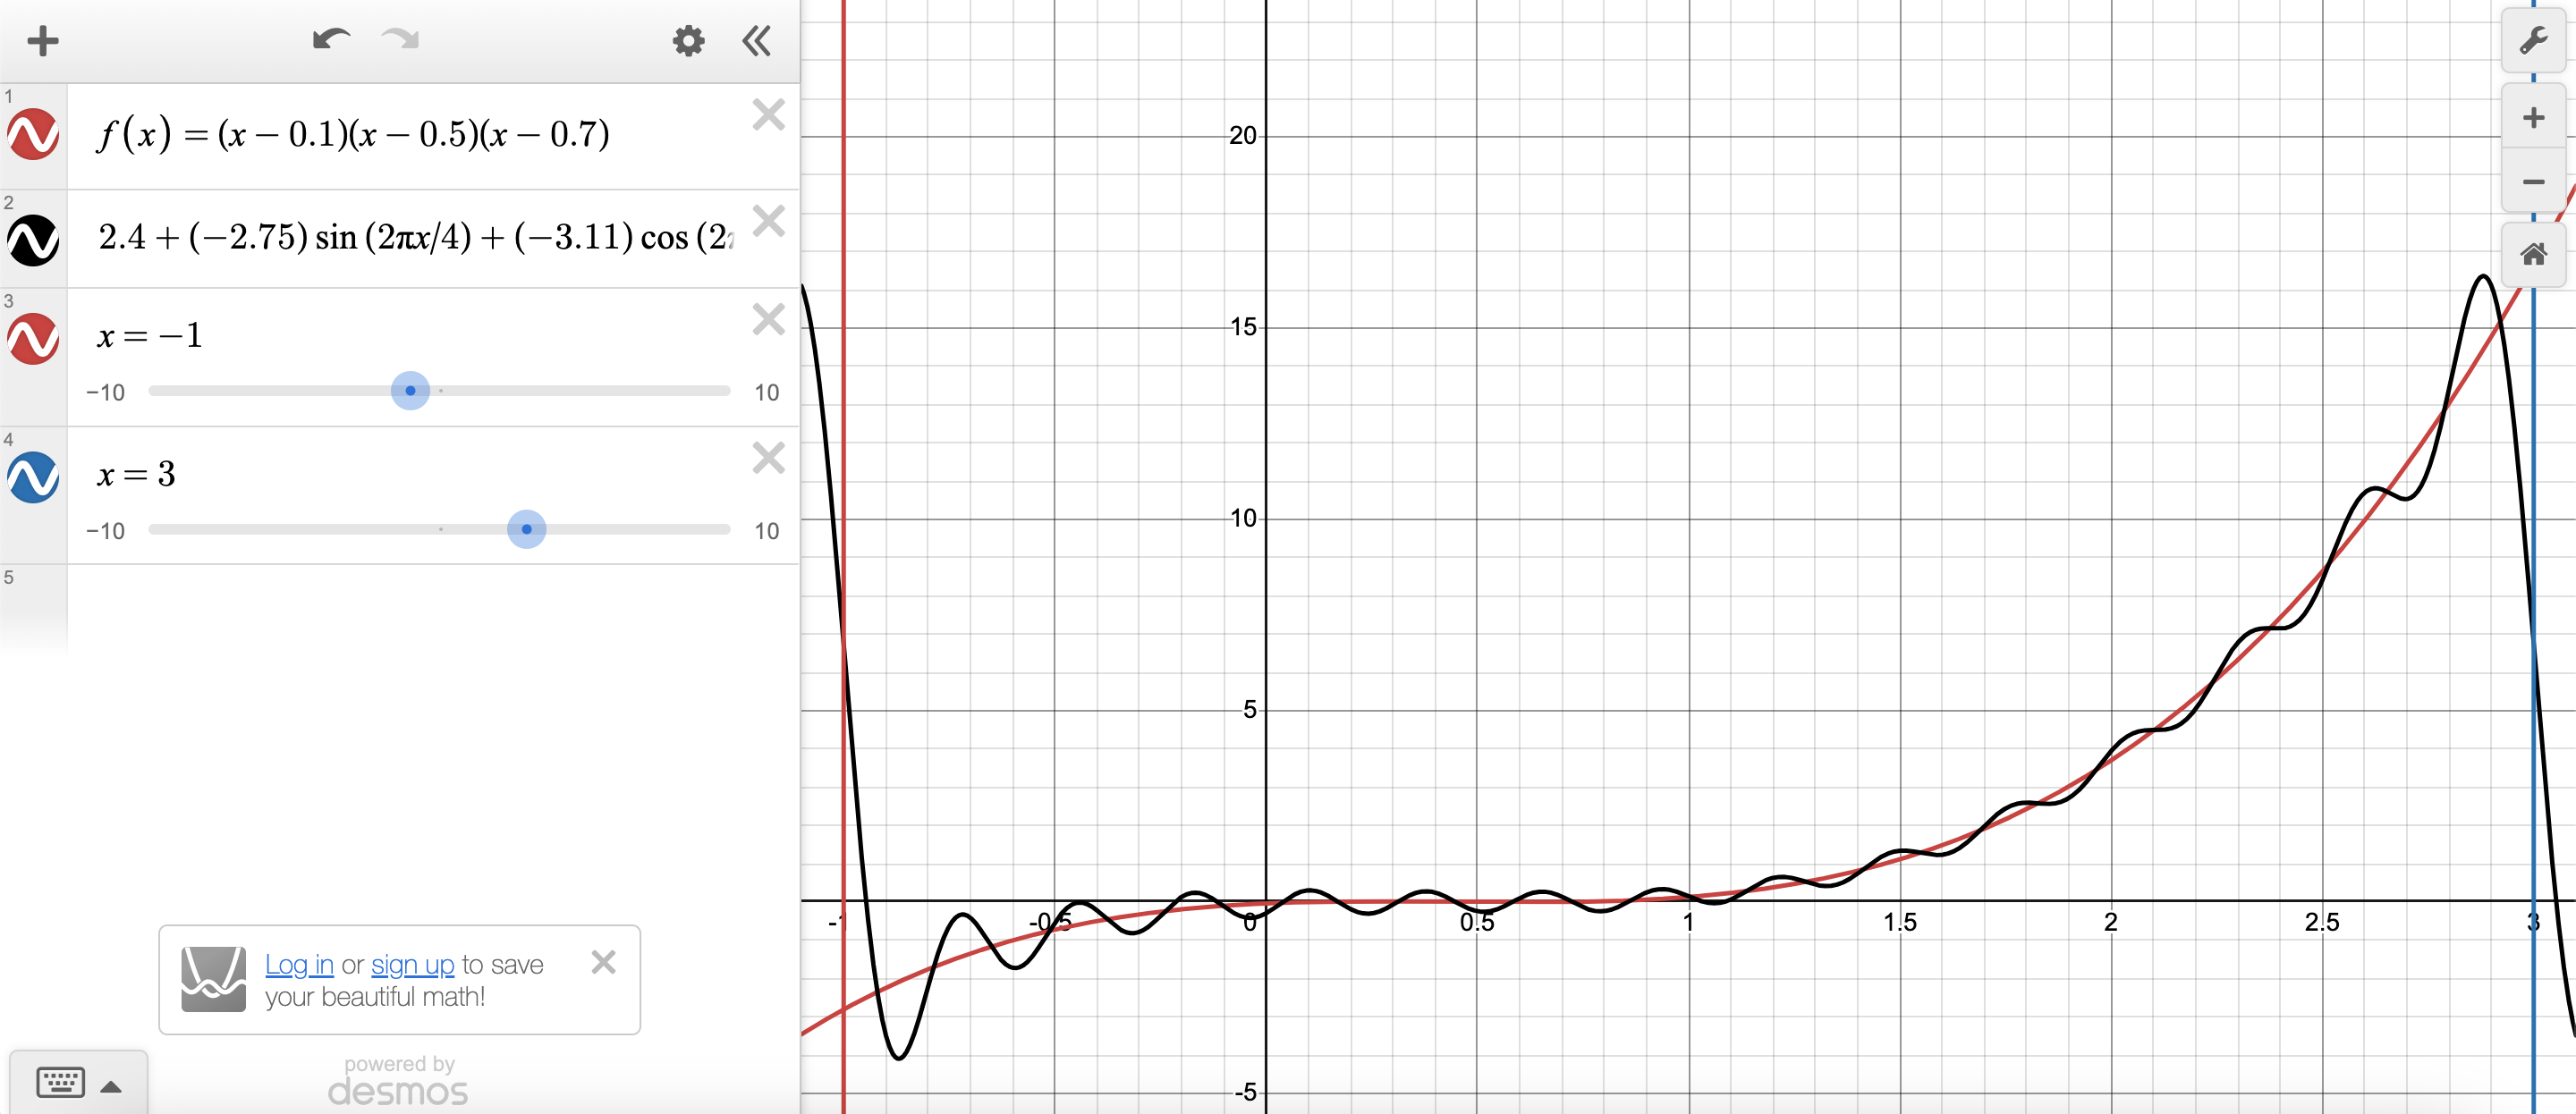 1
f(x) = (x − 0.1)(x − 0.5)(x − 0.7)
2
2.4 + (−2.75) sin (2πx/4) + (−3.11) cos (2
3
x = −1
−10
10
4
x = 3
−10
10
5
Log in or sign up to save
your beautiful math!
powered by
desmos
20
15
10
5
-1
-0.5
0
0.5
1
1.5
2
2.5
3
-5